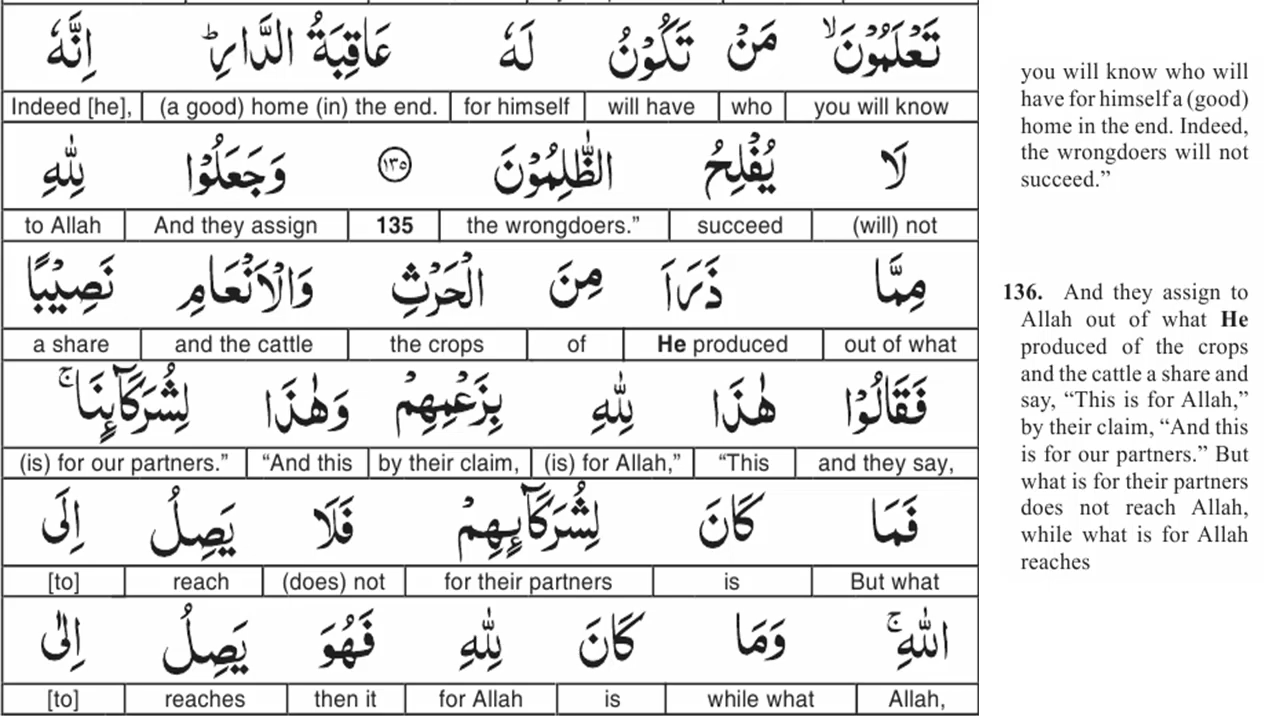 تَعۡلَمُوۡنَۙ مَنۡ تَكُوۡنُ لَهٗ عَاقِبَةُ الدَّارِؕ اِنَّهٗ
you will know who will have for himself (a good) home (in) the end. Indeed [he],
لَا يُفۡلِحُ الظّٰلِمُوۡنَ ﴿۱۳۵﴾ وَجَعَلُوۡا لِلّٰهِ
(will) not succeed the wrongdoers.” 135 And they assign to Allah
مِمَّا ذَرَاَ مِنَ الۡحَرۡثِ وَالۡاَنۡعَامِ نَصِيۡبًا
out of what He produced of the crops and the cattle a share
فَقَالُوۡا هٰذَا لِلّٰهِ بِزَعۡمِهِمۡ وَهٰذَا لِشُرَكَآٮِٕنَا‌ۚ
and they say, “This (is) for Allah,” by their claim, “And this (is) for our partners.”
فَمَا كَانَ لِشُرَكَآٮِٕهِمۡ فَلَا يَصِلُ اِلَى
But what is for their partners (does) not reach [to]
اللّٰهِ‌ۚ وَمَا كَانَ لِلّٰهِ فَهُوَ يَصِلُ اِلٰى
Allah, while what is for Allah then it reaches [to]
you will know who will
have for himself a (good)
home in the end. Indeed,
the wrongdoers will not
succeed.”
136. And they assign to
Allah out of what He
produced of the crops
and the cattle a share and
say, “This is for Allah,”
by their claim, “And this
is for our partners.” But
what is for their partners
does not reach Allah,
while what is for Allah
reaches